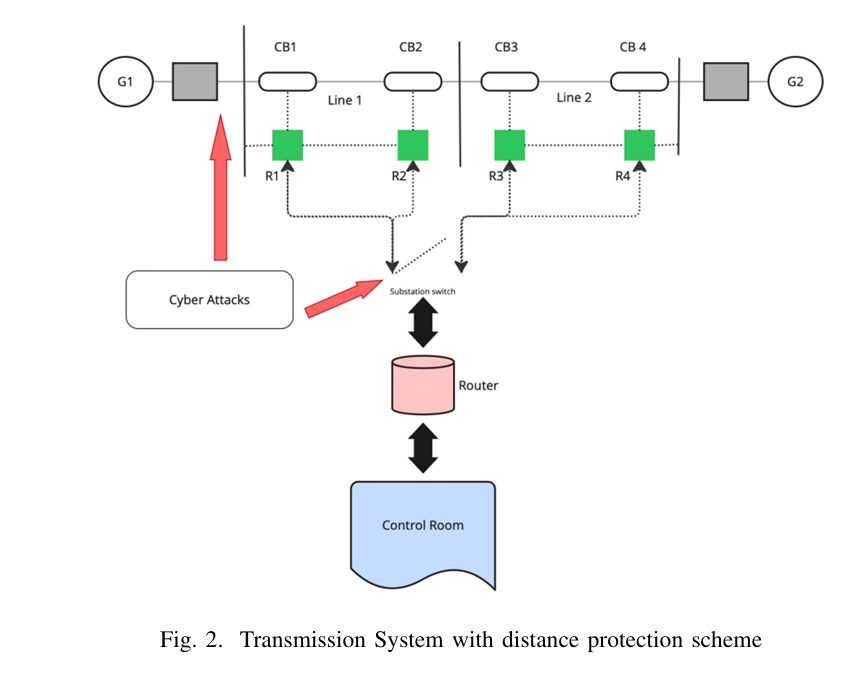 CB1
CB2
CB3
CB 4
G1
G2
Line 1
Line 2
R1
R2
R3
R4
Cyber Attacks
Substation switch
Router
Control Room
Fig. 2. Transmission System with distance protection scheme